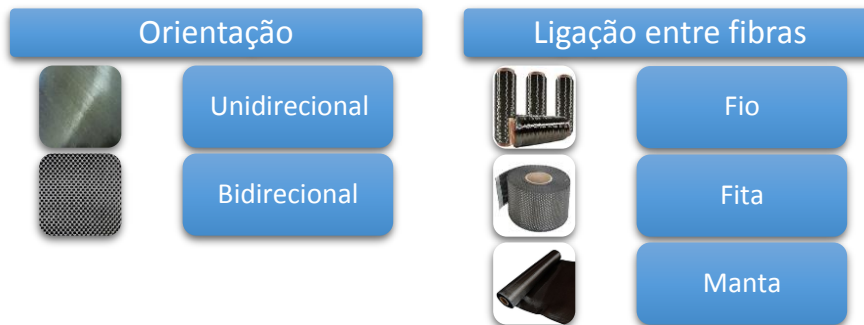 Orientação
Unidirecional
Bidirecional
Ligação entre fibras
Fio
Fita
Manta